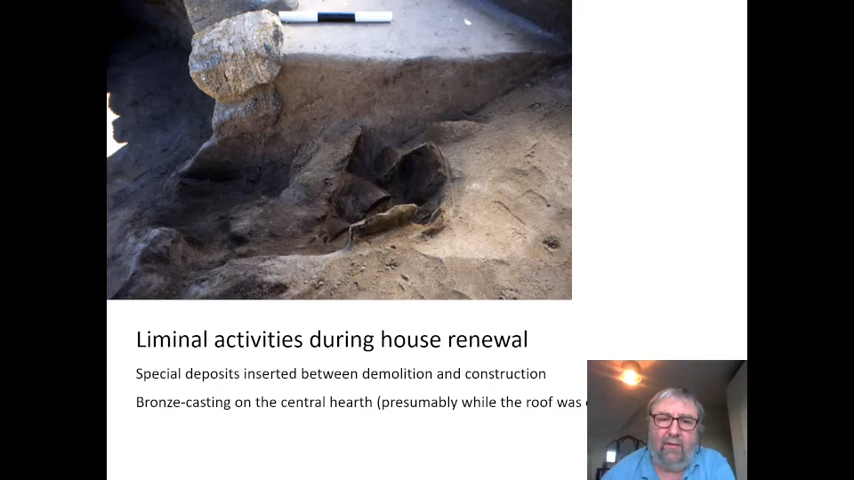 Liminal activities during house renewal
Special deposits inserted between demolition and construction
Bronze-casting on the central hearth (presumably while the roof was